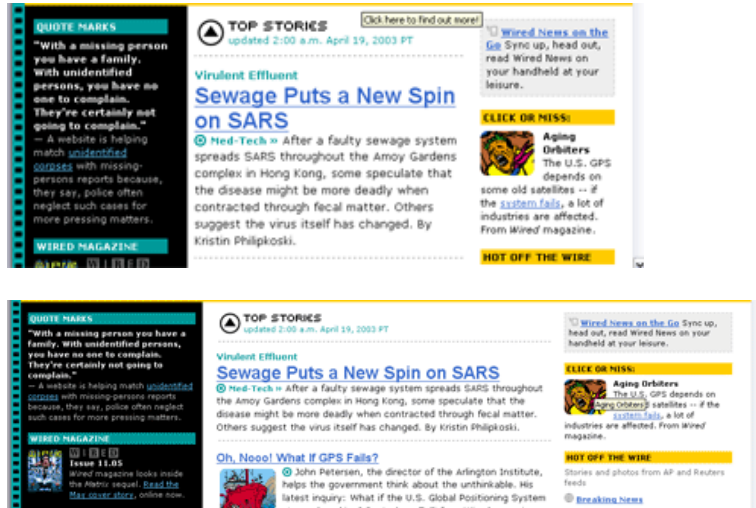 QUOTE MARKS
"With a missing person
you have a family.
With unidentified
persons, you have no
one to complain.
They're certainly not
going to complain."
— A website is helping
match unidentified
corpses with missing-
persons reports because,
they say, police often
neglect such cases for
more pressing matters.
WIRED MAGAZINE
WIRED
TOP STORIES
updated 2:00 a.m. April 19, 2003 PT
Click here to find out more!
Virulent Effluent
Sewage Puts a New Spin
on SARS
Med-Tech » After a faulty sewage system
spreads SARS throughout the Amoy Gardens
complex in Hong Kong, some speculate that
the disease might be more deadly when
contracted through fecal matter. Others
suggest the virus itself has changed. By
Kristin Philipkoski.
Wired News on the
Go Sync up, head out,
read Wired News on
your handheld at your
leisure.
CLICK OR MISS:
Aging
Orbiters
The U.S. GPS
depends on
some old satellites -- if
the system fails, a lot of
industries are affected.
From Wired magazine.
HOT OFF THE WIRE
QUOTE MARKS
"With a missing person you have a
family. With unidentified persons,
you have no one to complain.
They're certainly not going to
complain."
— A website is helping match unidentified
corpses with missing-persons reports
because, they say, police often neglect
such cases for more pressing matters.
WIRED MAGAZINE
WIRED
Issue 11.05
Wired magazine looks inside
the Matrix sequel. Read the
May cover story, online now.
TOP STORIES
updated 2:00 a.m. April 19, 2003 PT
Virulent Effluent
Sewage Puts a New Spin on SARS
Med-Tech » After a faulty sewage system spreads SARS throughout
the Amoy Gardens complex in Hong Kong, some speculate that the
disease might be more deadly when contracted through fecal matter.
Others suggest the virus itself has changed. By Kristin Philipkoski.
Oh, Nooo! What If GPS Fails?
John Petersen, the director of the Arlington Institute,
helps the government think about the unthinkable. His
latest inquiry: What if the U.S. Global Positioning System
Wired News on the Go Sync up,
head out, read Wired News on your
handheld at your leisure.
CLICK OR MISS:
Aging Orbiters
The U.S. GPS depends on
Aging Orbiters satellites -- if the
system fails, a lot of
industries are affected. From Wired
magazine.
HOT OFF THE WIRE
Stories and photos from AP and Reuters
feeds
Breaking News